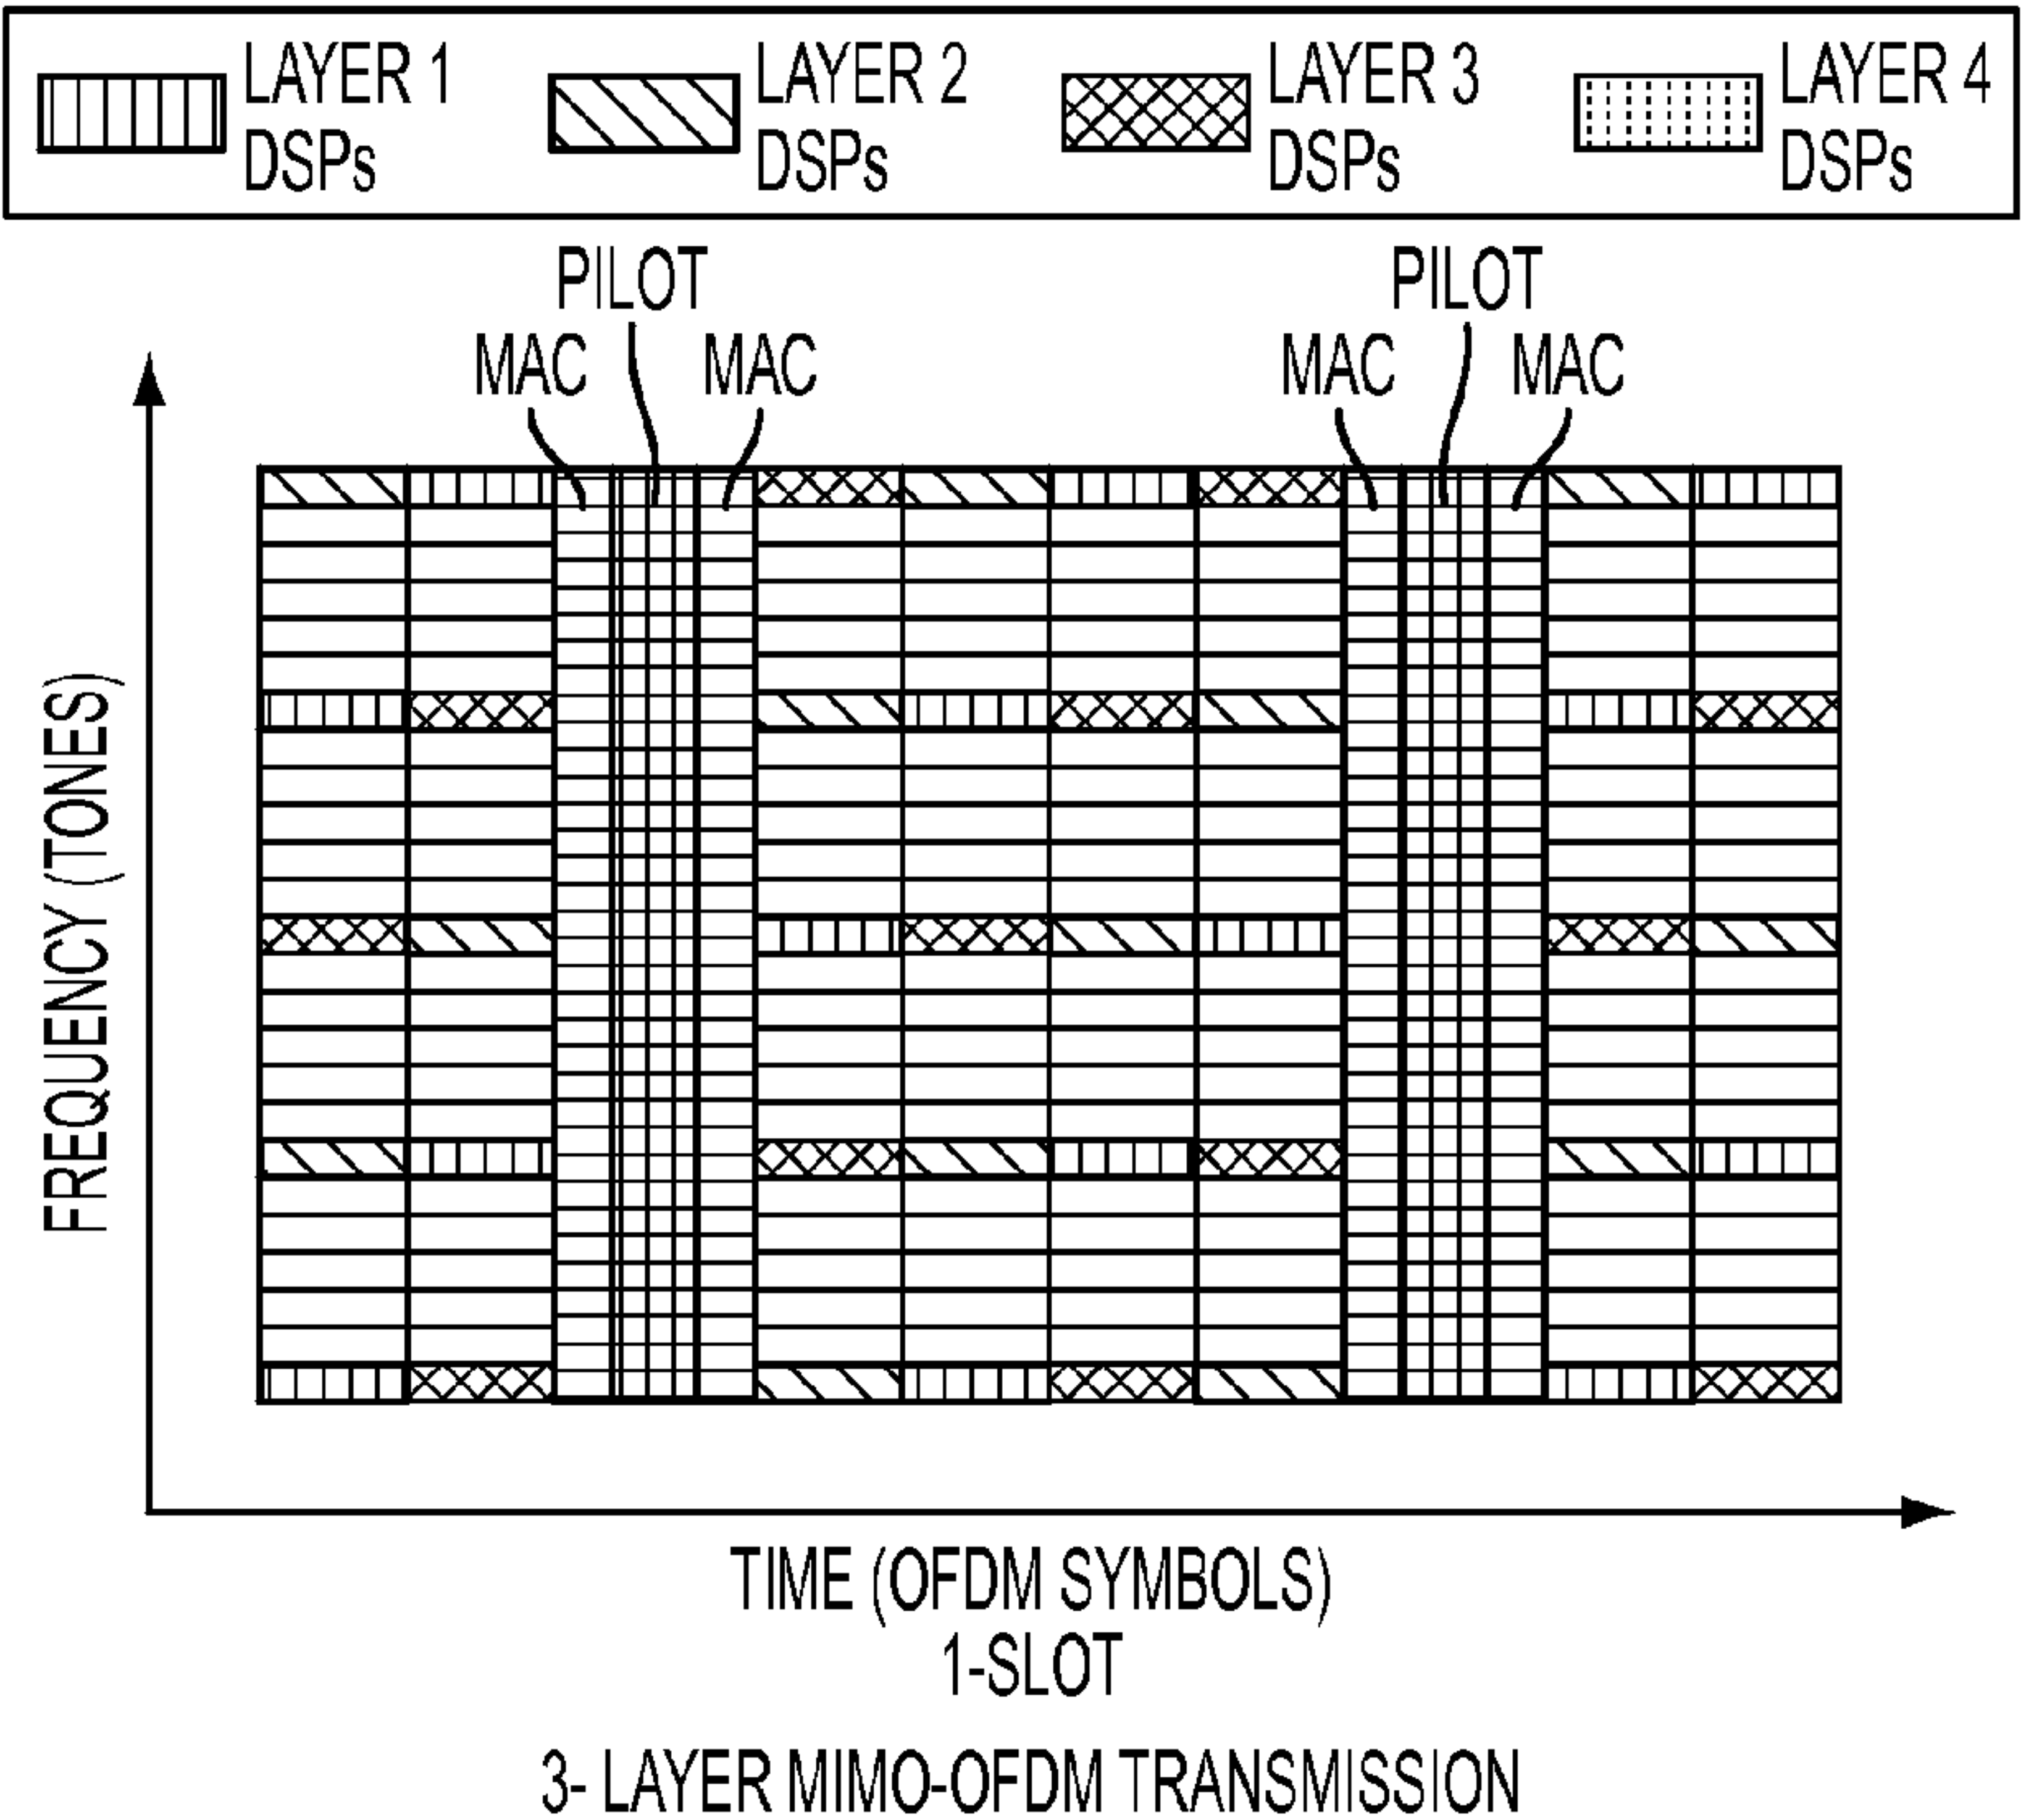 LAYER 1 DSPs
LAYER 2 DSPs
LAYER 3 DSPs
LAYER 4 DSPs
PILOT
MAC
MAC
PILOT
MAC
MAC
FREQUENCY (TONES)
TIME (OFDM SYMBOLS)
1-SLOT
3- LAYER MIMO-OFDM TRANSMISSION